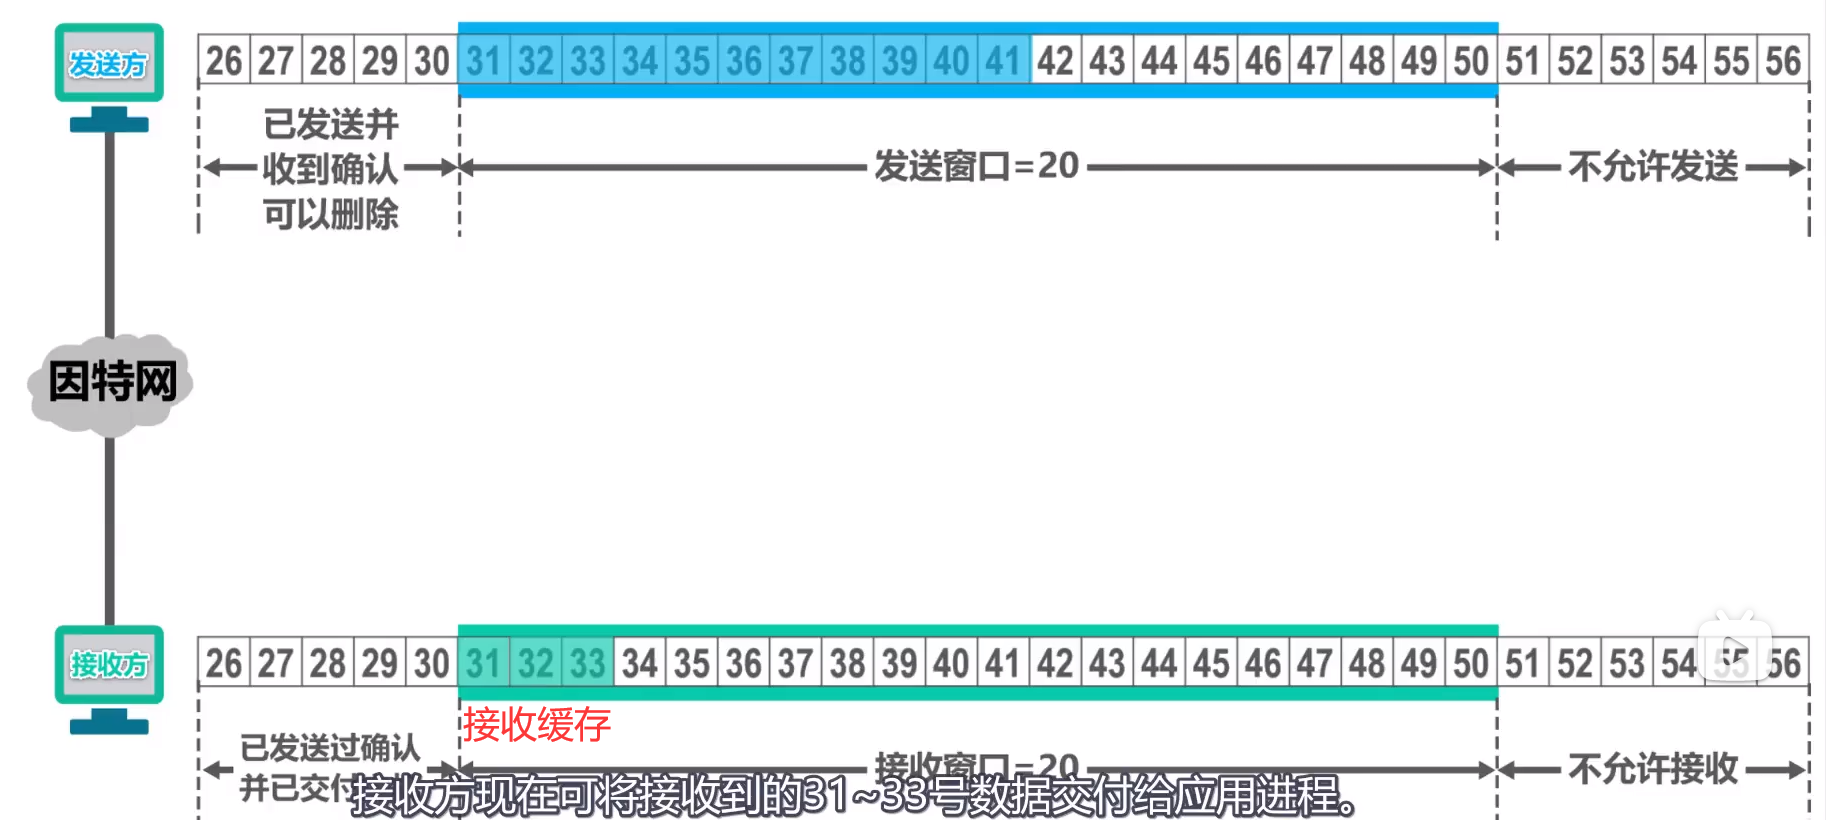 发送方
26 27 28 29 30 31 32 33 34 35 36 37 38 39 40 41 42 43 44 45 46 47 48 49 50 51 52 53 54 55 56
已发送并
收到确认
可以删除
发送窗口=20
不允许发送
因特网
接收方
26 27 28 29 30 31 32 33 34 35 36 37 38 39 40 41 42 43 44 45 46 47 48 49 50 51 52 53 54 55 56
接收缓存
已发送过确认
并已交付
接收窗口=20
不允许接收
接收方现在可将接收到的31~33号数据交付给应用进程。